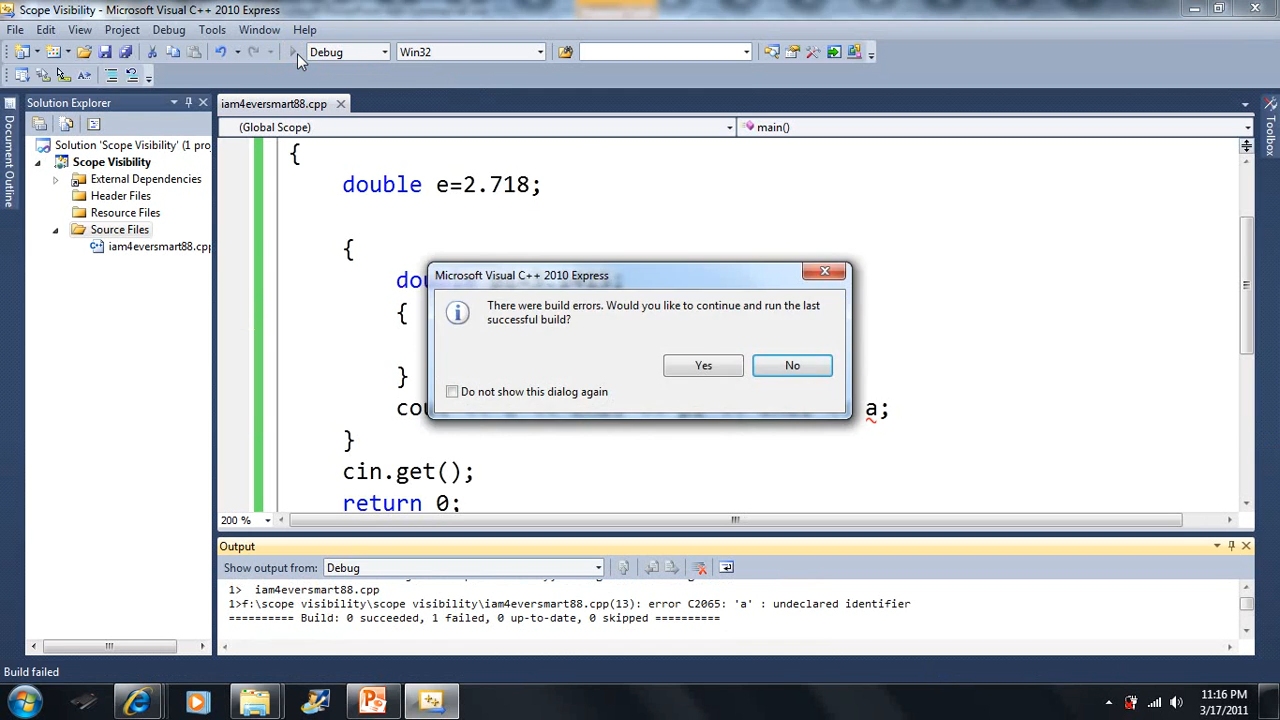 Scope Visibility - Microsoft Visual C++ 2010 Express
File Edit View Project Debug Tools Window Help
Debug Win32
Solution Explorer
iam4eversmart88.cpp
(Global Scope) main()
Document Outline
Toolbox
Solution 'Scope Visibility' (1 pro
Scope Visibility
External Dependencies
Header Files
Resource Files
Source Files
iam4eversmart88.cpp
{
double e=2.718;
{
{
}
a;
}
cin.get();
return 0;
Microsoft Visual C++ 2010 Express
There were build errors. Would you like to continue and run the last
successful build?
Yes No
Do not show this dialog again
200 %
Output
Show output from: Debug
1> iam4eversmart88.cpp
1>f:\scope visibility\scope visibility\iam4eversmart88.cpp(13): error C2065: 'a' : undeclared identifier
========== Build: 0 succeeded, 1 failed, 0 up-to-date, 0 skipped ==========
Build failed
11:16 PM
3/17/2011